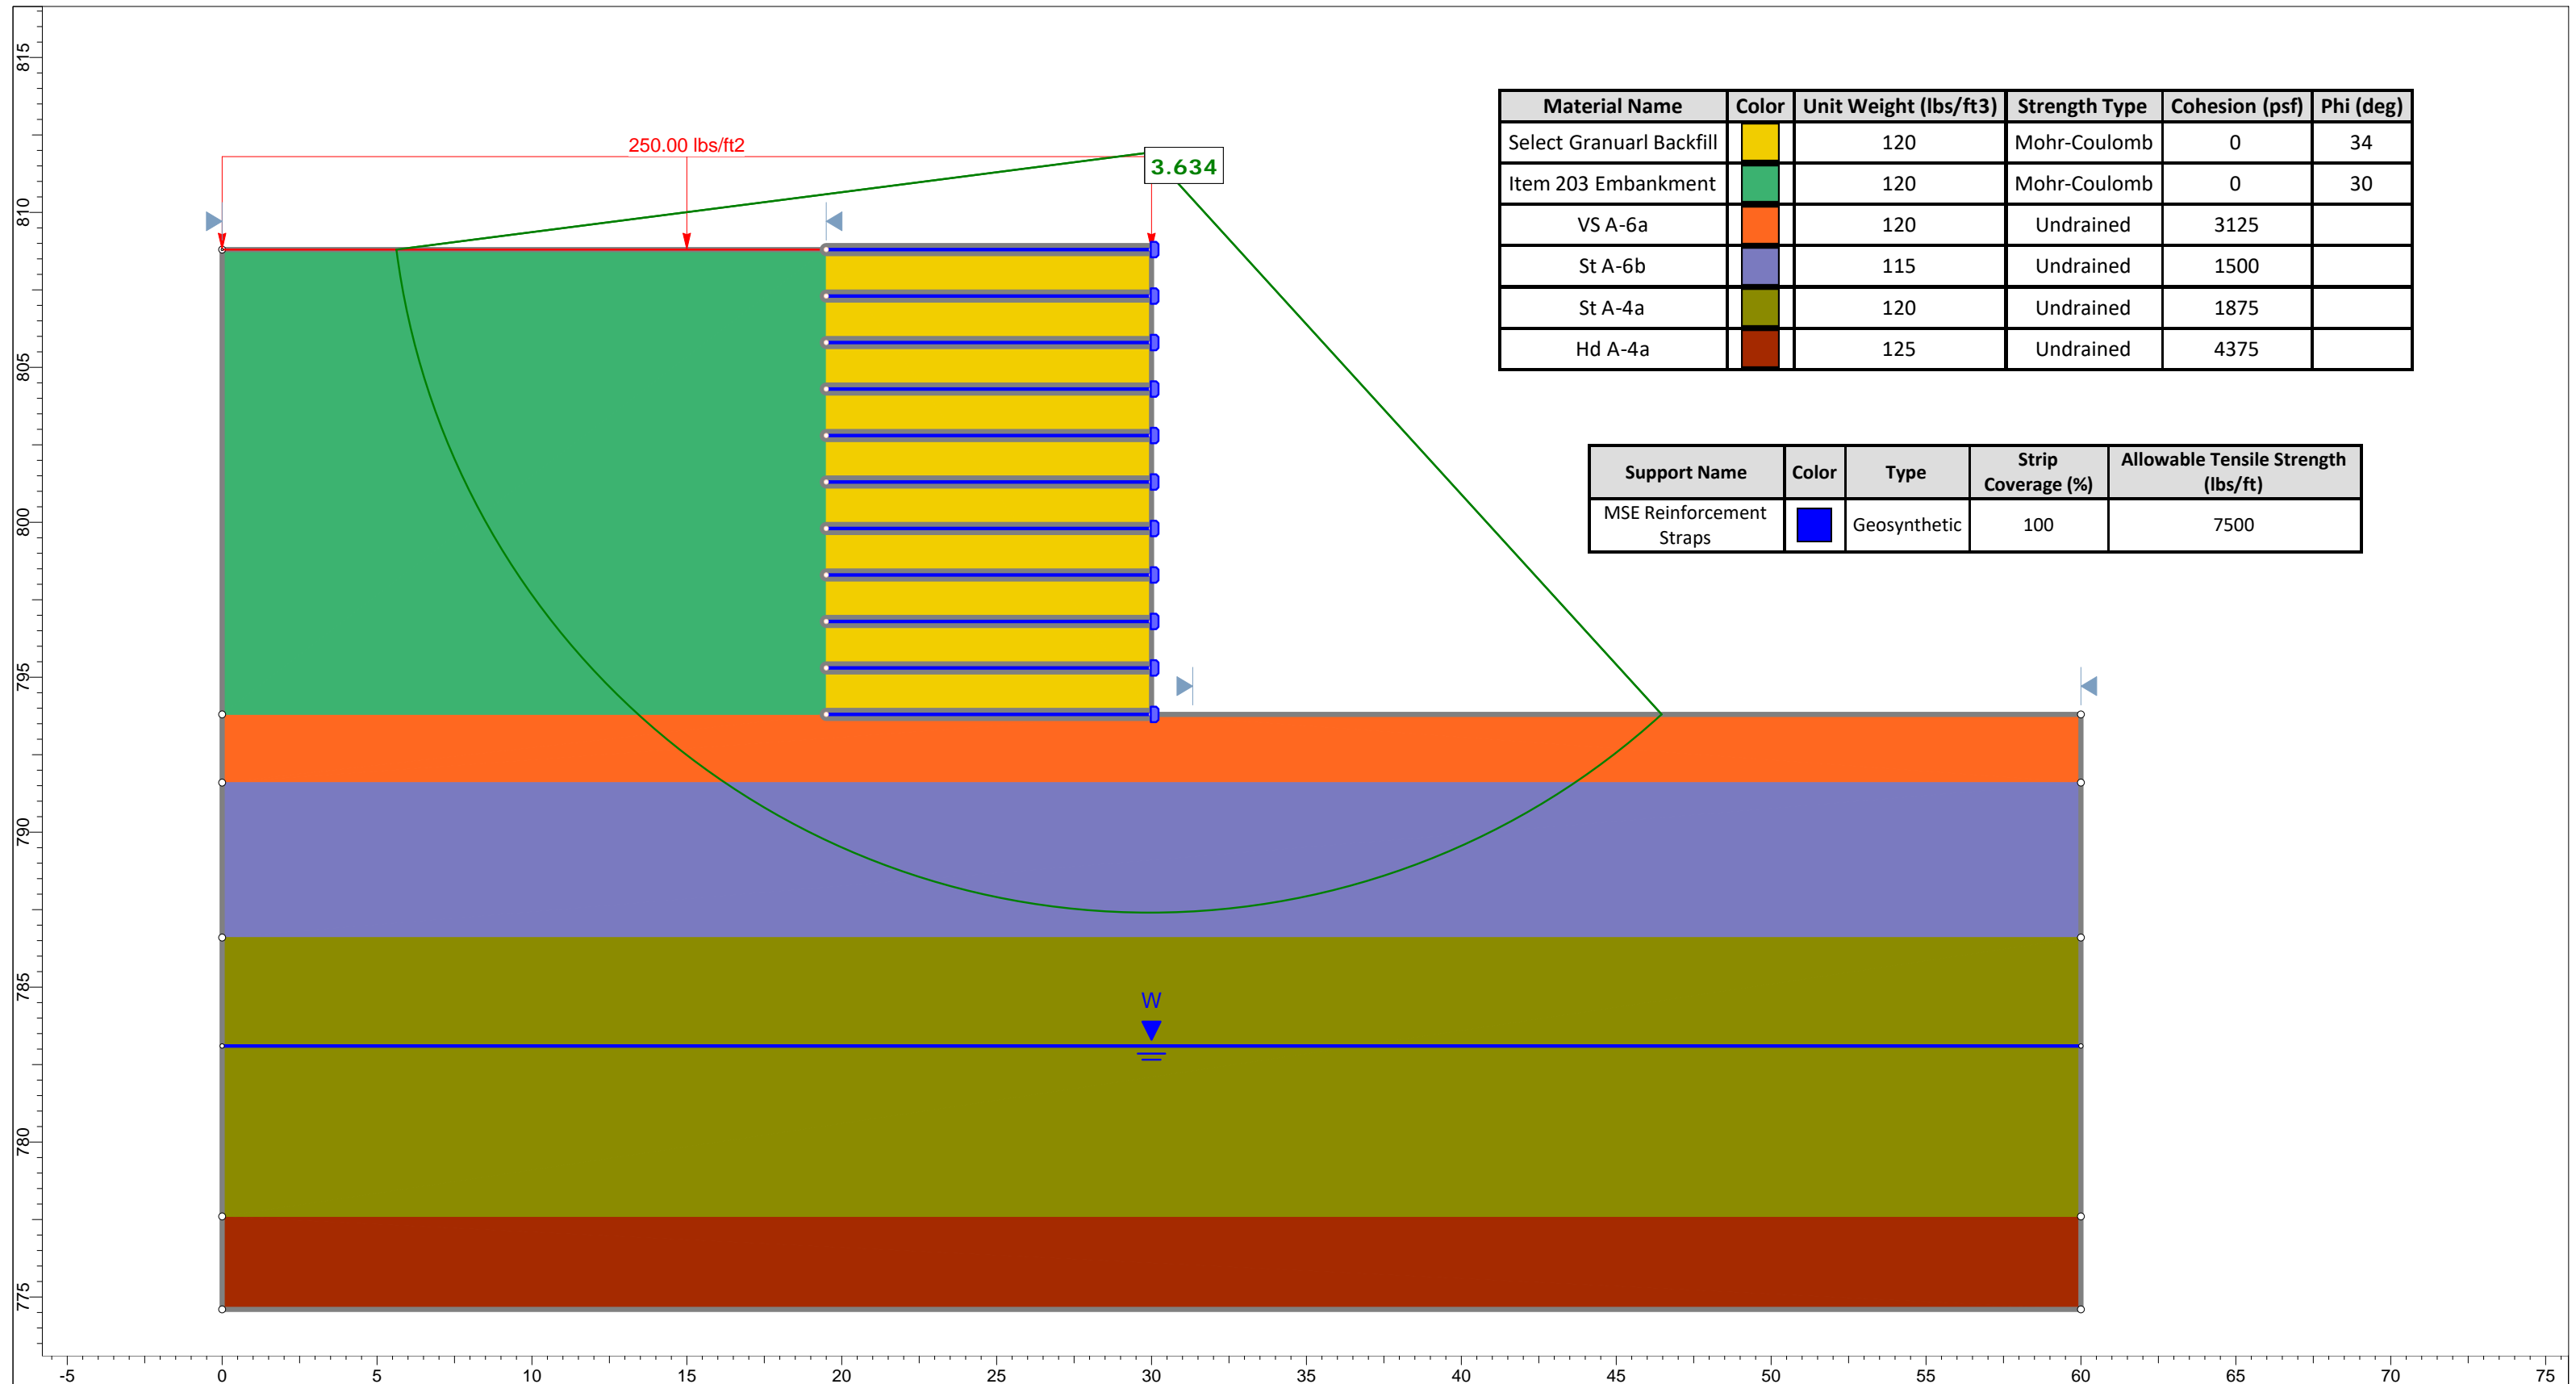 815
810
805
800
795
790
785
780
775
250.00 lbs/ft2
3.634
Material Name Color Unit Weight (lbs/ft3) Strength Type Cohesion (psf) Phi (deg)
Select Granuarl Backfill 120 Mohr-Coulomb 0 34
Item 203 Embankment 120 Mohr-Coulomb 0 30
VS A-6a 120 Undrained 3125
St A-6b 115 Undrained 1500
St A-4a 120 Undrained 1875
Hd A-4a 125 Undrained 4375
Support Name Color Type Strip Coverage (%) Allowable Tensile Strength (lbs/ft)
MSE Reinforcement Straps Geosynthetic 100 7500
W
-5 0 5 10 15 20 25 30 35 40 45 50 55 60 65 70 75